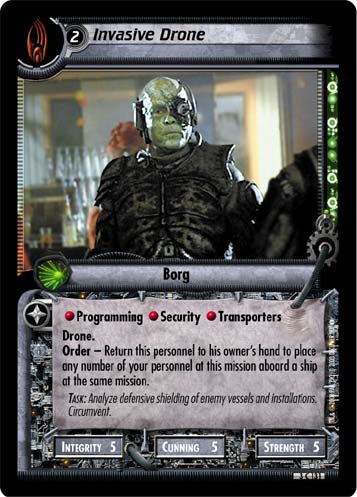 2 Invasive Drone
Borg
Programming Security Transporters
Drone.
Order – Return this personnel to his owner's hand to place
any number of your personnel at this mission aboard a ship
at the same mission.
TASK: Analyze defensive shielding of enemy vessels and installations.
Circumvent.
INTEGRITY 5 CUNNING 5 STRENGTH 5